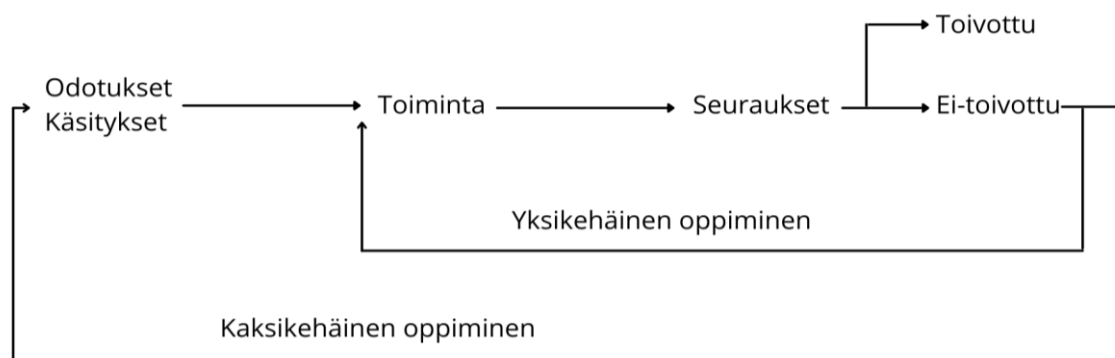 Toivottu
Odotukset
Käsitykset
Toiminta
Seuraukset
Ei-toivottu
Yksikehäinen oppiminen
Kaksikehäinen oppiminen